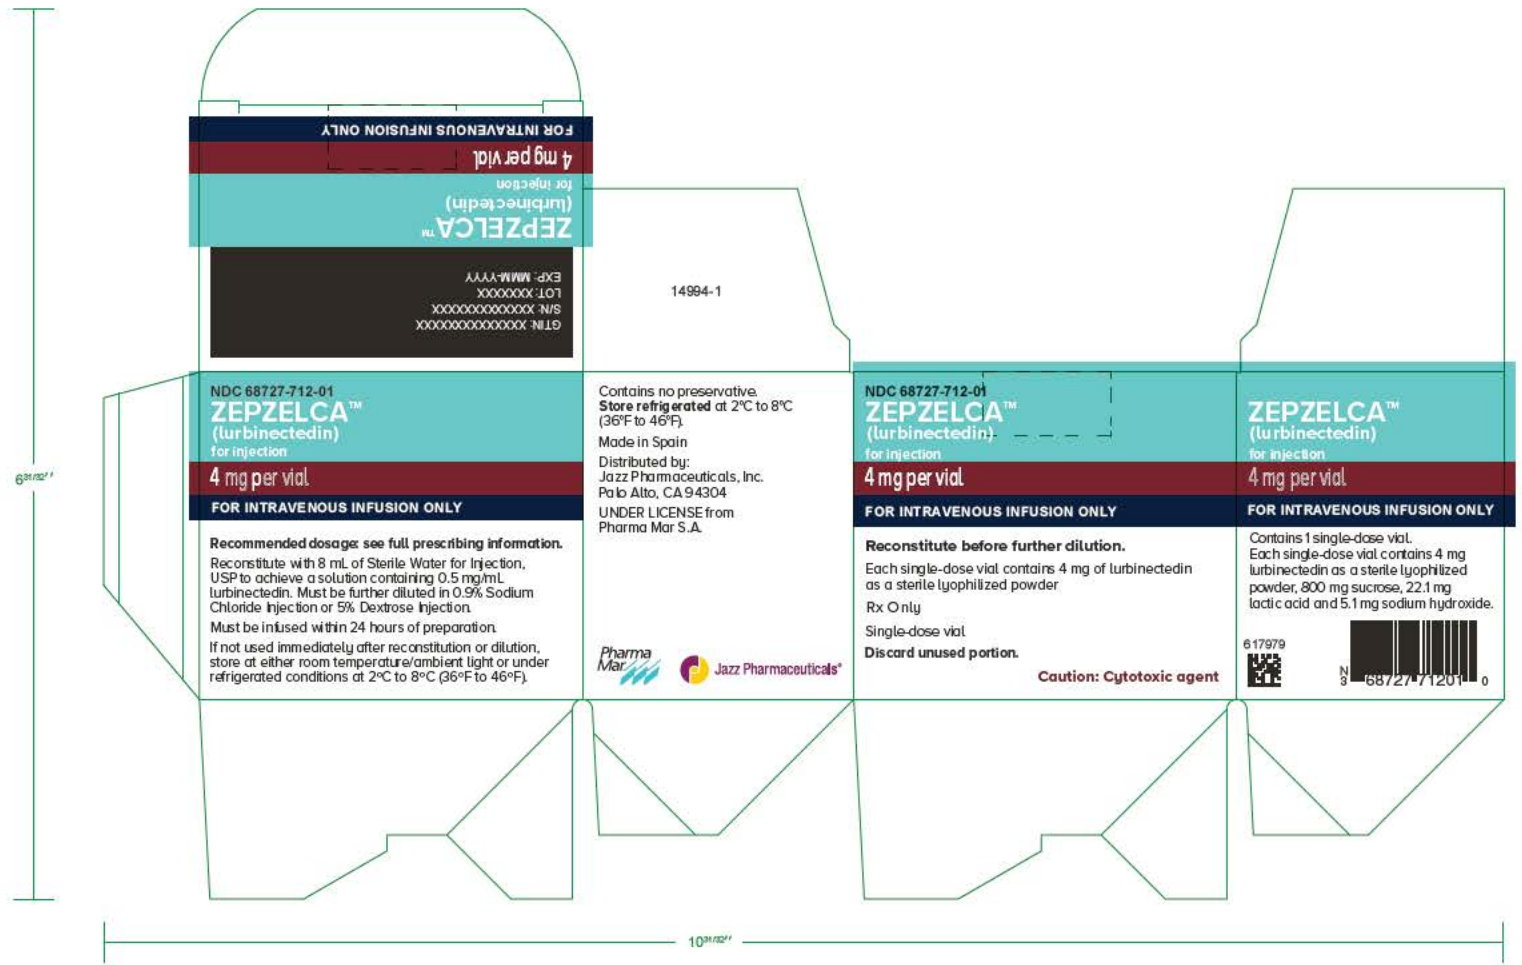 FOR INTRAVENOUS INFUSION ONLY
4 mg per vial
for injection
(lurbinectedin)
ZEPZELCA™
EXP: MMM-YYYY
LOT: XXXXXXX
S/N: XXXXXXXXXXXXXX
GTIN: XXXXXXXXXXXXXX
14994-1
NDC 68727-712-01
ZEPZELCA™
(lurbinectedin)
for injection
4 mg per vial
FOR INTRAVENOUS INFUSION ONLY
Recommended dosage: see full prescribing information.
Reconstitute with 8 mL of Sterile Water for Injection,
USP to achieve a solution containing 0.5 mg/mL
lurbinectedin. Must be further diluted in 0.9% Sodium
Chloride Injection or 5% Dextrose Injection.
Must be infused within 24 hours of preparation.
If not used immediately after reconstitution or dilution,
store at either room temperature/ambient light or under
refrigerated conditions at 2ºC to 8ºC (36ºF to 46ºF).
Contains no preservative.
Store refrigerated at 2°C to 8°C
(36°F to 46°F).
Made in Spain
Distributed by:
Jazz Pharmaceuticals, Inc.
Palo Alto, CA 94304
UNDER LICENSE from
Pharma Mar S.A.
Pharma
Mar
Jazz Pharmaceuticals®
NDC 68727-712-01
ZEPZELCA™
(lurbinectedin)
for injection
4 mg per vial
FOR INTRAVENOUS INFUSION ONLY
Reconstitute before further dilution.
Each single-dose vial contains 4 mg of lurbinectedin
as a sterile lyophilized powder
Rx Only
Single-dose vial
Discard unused portion.
Caution: Cytotoxic agent
ZEPZELCA™
(lurbinectedin)
for injection
4 mg per vial
FOR INTRAVENOUS INFUSION ONLY
Contains 1 single-dose vial.
Each single-dose vial contains 4 mg
lurbinectedin as a sterile lyophilized
powder, 800 mg sucrose, 22.1 mg
lactic acid and 5.1 mg sodium hydroxide.
617979
N
3 68727 71201 0
6 31/32"
10 31/32"